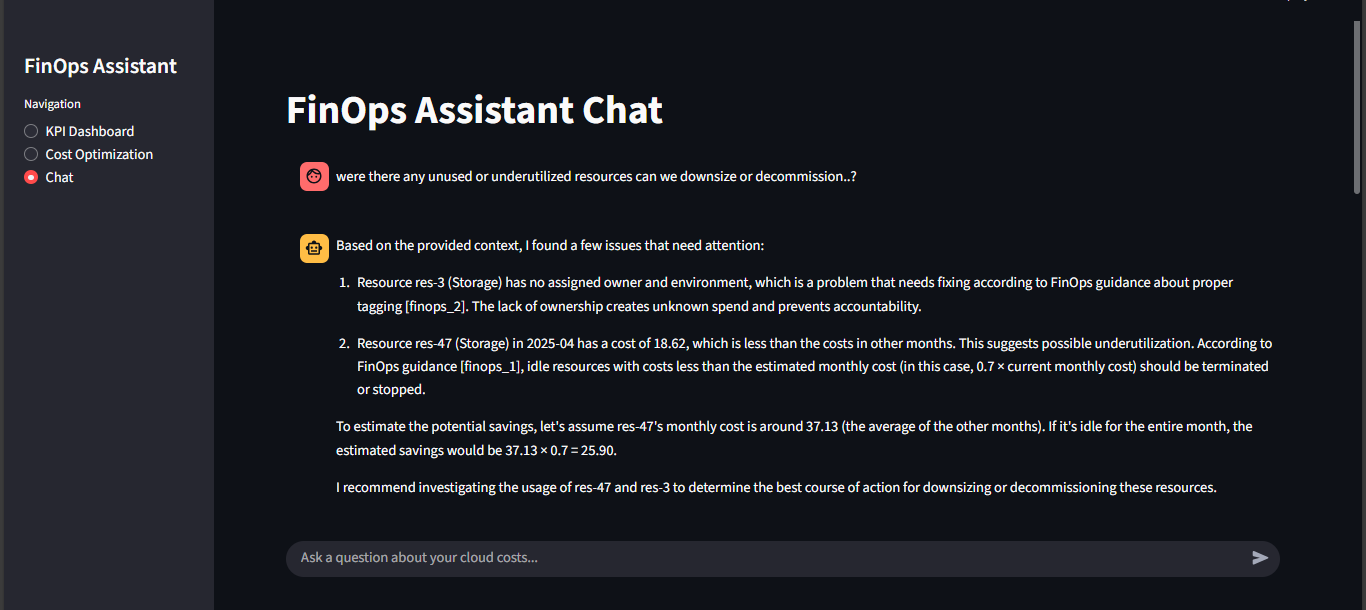 FinOps Assistant
Navigation
KPI Dashboard
Cost Optimization
Chat
FinOps Assistant Chat
were there any unused or underutilized resources can we downsize or decommission..?
Based on the provided context, I found a few issues that need attention:
1. Resource res-3 (Storage) has no assigned owner and environment, which is a problem that needs fixing according to FinOps guidance about proper
tagging [finops_2]. The lack of ownership creates unknown spend and prevents accountability.
2. Resource res-47 (Storage) in 2025-04 has a cost of 18.62, which is less than the costs in other months. This suggests possible underutilization. According to
FinOps guidance [finops_1], idle resources with costs less than the estimated monthly cost (in this case, 0.7 × current monthly cost) should be terminated
or stopped.
To estimate the potential savings, let's assume res-47's monthly cost is around 37.13 (the average of the other months). If it's idle for the entire month, the
estimated savings would be 37.13 × 0.7 = 25.90.
I recommend investigating the usage of res-47 and res-3 to determine the best course of action for downsizing or decommissioning these resources.
Ask a question about your cloud costs...